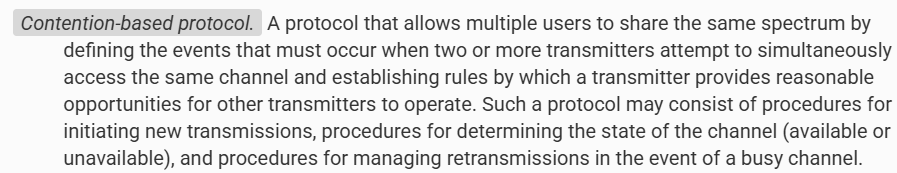 Contention-based protocol. A protocol that allows multiple users to share the same spectrum by
defining the events that must occur when two or more transmitters attempt to simultaneously
access the same channel and establishing rules by which a transmitter provides reasonable
opportunities for other transmitters to operate. Such a protocol may consist of procedures for
initiating new transmissions, procedures for determining the state of the channel (available or
unavailable), and procedures for managing retransmissions in the event of a busy channel.